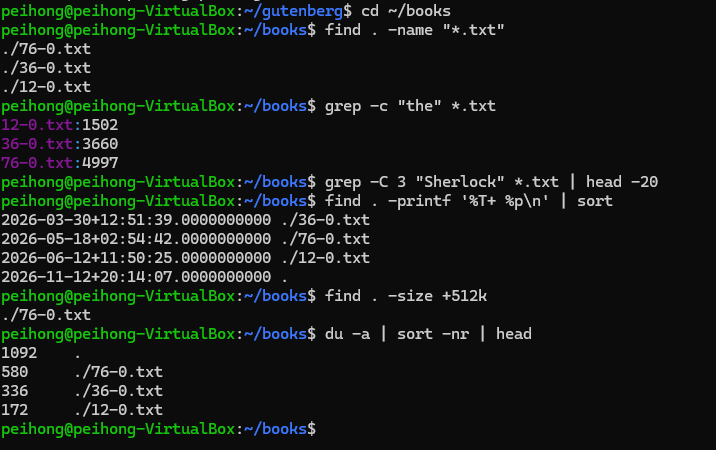 peihong@peihong-VirtualBox:~/gutenberg$ cd ~/books
peihong@peihong-VirtualBox:~/books$ find . -name "*.txt"
./76-0.txt
./36-0.txt
./12-0.txt
peihong@peihong-VirtualBox:~/books$ grep -c "the" *.txt
12-0.txt:1502
36-0.txt:3660
76-0.txt:4997
peihong@peihong-VirtualBox:~/books$ grep -C 3 "Sherlock" *.txt | head -20
peihong@peihong-VirtualBox:~/books$ find . -printf '%T+ %p\n' | sort
2026-03-30+12:51:39.0000000000 ./36-0.txt
2026-05-18+02:54:42.0000000000 ./76-0.txt
2026-06-12+11:50:25.0000000000 ./12-0.txt
2026-11-12+20:14:07.0000000000 .
peihong@peihong-VirtualBox:~/books$ find . -size +512k
./76-0.txt
peihong@peihong-VirtualBox:~/books$ du -a | sort -nr | head
1092    .
580     ./76-0.txt
336     ./36-0.txt
172     ./12-0.txt
peihong@peihong-VirtualBox:~/books$